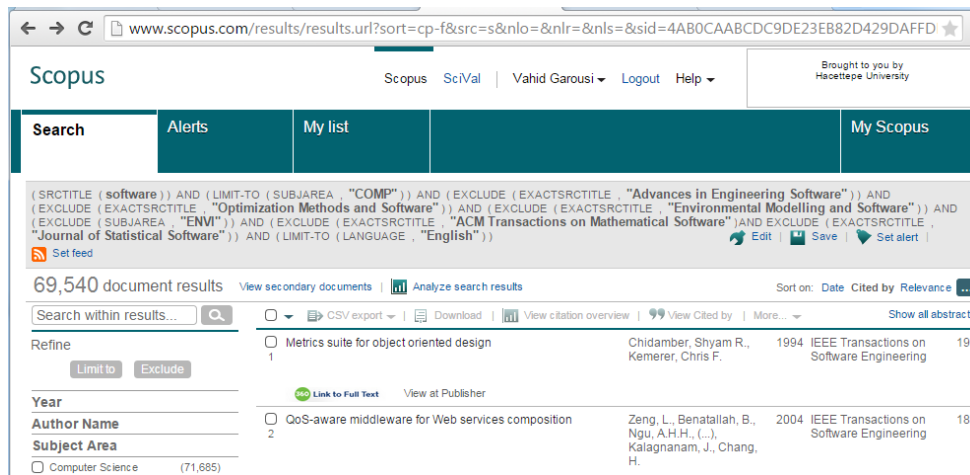 www.scopus.com/results/results.url?sort=cp-f&src=s&nlo=&nlr=&nls=&sid=4AB0CAABCDC9DE23EB82D429DAFFD
Scopus
Scopus SciVal | Vahid Garousi Logout Help
Brought to you by
Hacettepe University
Search Alerts My list My Scopus
(SRCTITLE (software)) AND (LIMIT-TO (SUBJAREA , "COMP")) AND (EXCLUDE (EXACTSRCTITLE , "Advances in Engineering Software")) AND
(EXCLUDE (EXACTSRCTITLE , "Optimization Methods and Software")) AND (EXCLUDE (EXACTSRCTITLE , "Environmental Modelling and Software")) AND
(EXCLUDE (SUBJAREA , "ENVI")) AND (EXCLUDE (EXACTSRCTITLE , "ACM Transactions on Mathematical Software")AND EXCLUDE (EXACTSRCTITLE ,
"Journal of Statistical Software")) AND (LIMIT-TO (LANGUAGE , "English"))
Edit | Save | Set alert |
Set feed
69,540 document results View secondary documents | Analyze search results Sort on: Date Cited by Relevance ...
Search within results...
CSV export | Download | View citation overview | View Cited by | More... Show all abstract
Refine
Limit to Exclude
Year
Author Name
Subject Area
Computer Science (71,685)
1 Metrics suite for object oriented design Chidamber, Shyam R., 1994 IEEE Transactions on 19
Kemerer, Chris F. Software Engineering
360 Link to Full Text View at Publisher
2 QoS-aware middleware for Web services composition Zeng, L., Benatallah, B., 2004 IEEE Transactions on 18
Ngu, A.H.H., (...), Software Engineering
Kalagnanam, J., Chang,
H.